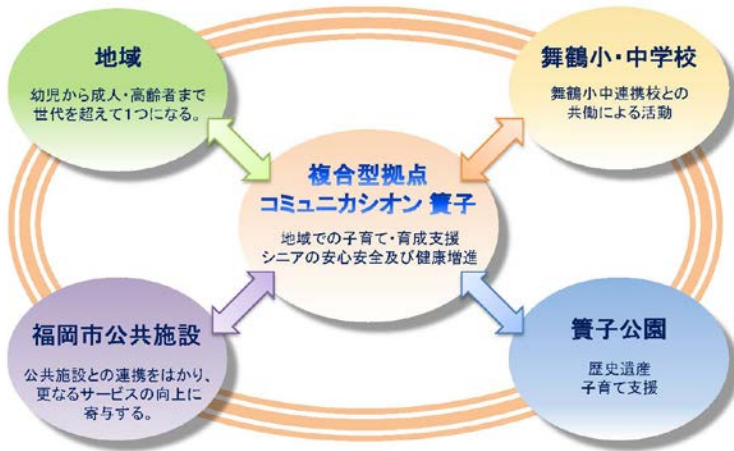 地域
幼児から成人・高齢者まで
世代を超えて1つになる。
舞鶴小・中学校
舞鶴小中連携校との
共働による活動
複合型拠点
コミュニカシオン 簀子
地域での子育て・育成支援
シニアの安心安全及び健康増進
福岡市公共施設
公共施設との連携をはかり、
更なるサービスの向上に
寄与する。
簀子公園
歴史遺産
子育て支援